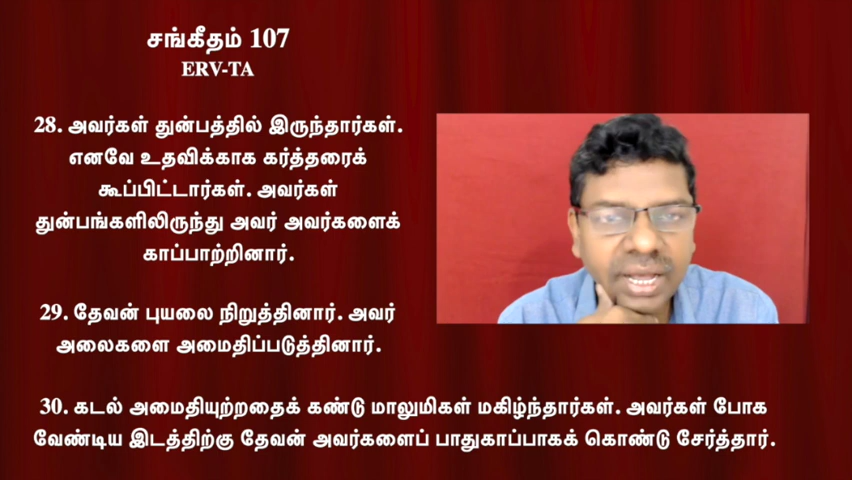 சங்கீதம் 107
ERV-TA
28. அவர்கள் துன்பத்தில் இருந்தார்கள்.
எனவே உதவிக்காக கர்த்தரைக்
கூப்பிட்டார்கள். அவர்கள்
துன்பங்களிலிருந்து அவர் அவர்களைக்
காப்பாற்றினார்.
29. தேவன் புயலை நிறுத்தினார். அவர்
அலைகளை அமைதிப்படுத்தினார்.
30. கடல் அமைதியுற்றதைக் கண்டு மாலுமிகள் மகிழ்ந்தார்கள். அவர்கள் போக
வேண்டிய இடத்திற்கு தேவன் அவர்களைப் பாதுகாப்பாகக் கொண்டு சேர்த்தார்.